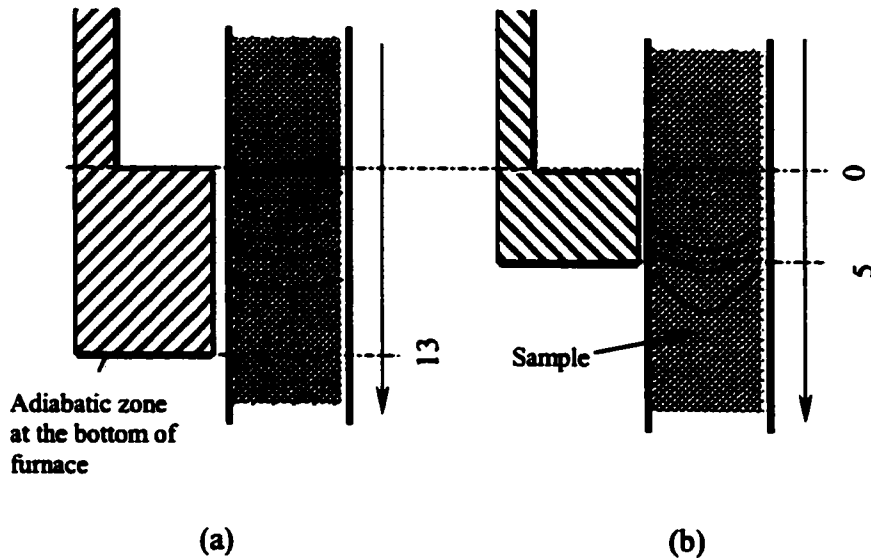 0
5
13
Sample
Adiabatic zone
at the bottom of
furnace
(a)
(b)